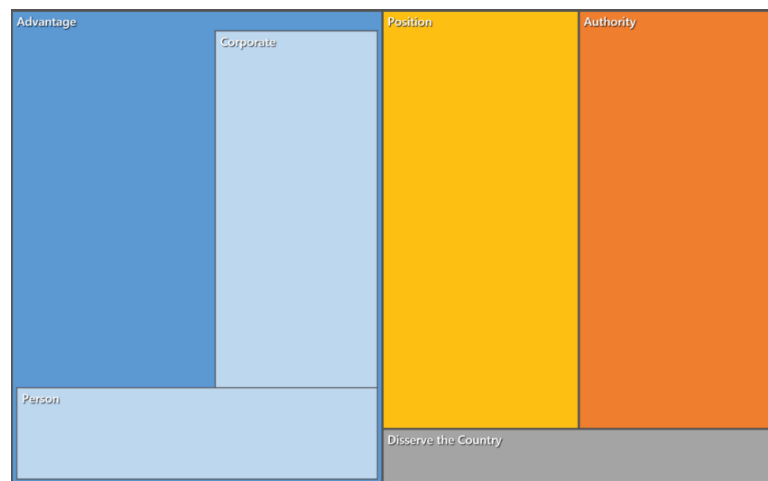 Advantage
Corporate
Person
Position
Authority
Disserve the Country